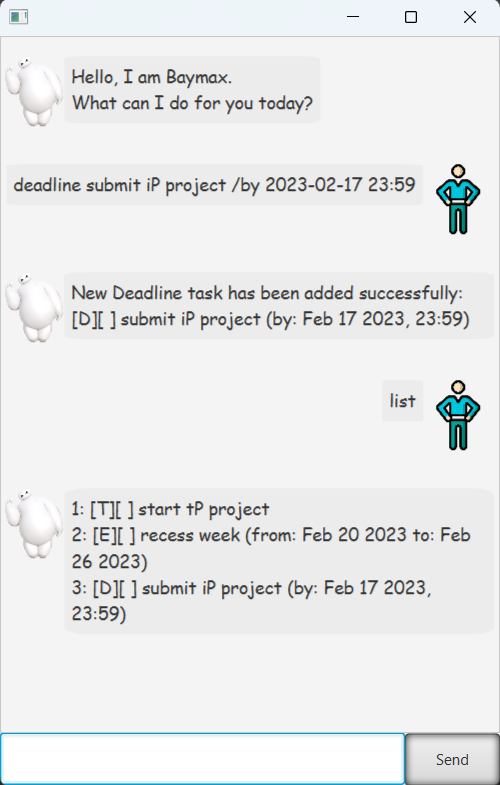 Hello, I am Baymax.
What can I do for you today?
deadline submit iP project /by 2023-02-17 23:59
New Deadline task has been added successfully:
[D][ ] submit iP project (by: Feb 17 2023, 23:59)
list
1: [T][ ] start tP project
2: [E][ ] recess week (from: Feb 20 2023 to: Feb
26 2023)
3: [D][ ] submit iP project (by: Feb 17 2023,
23:59)
Send